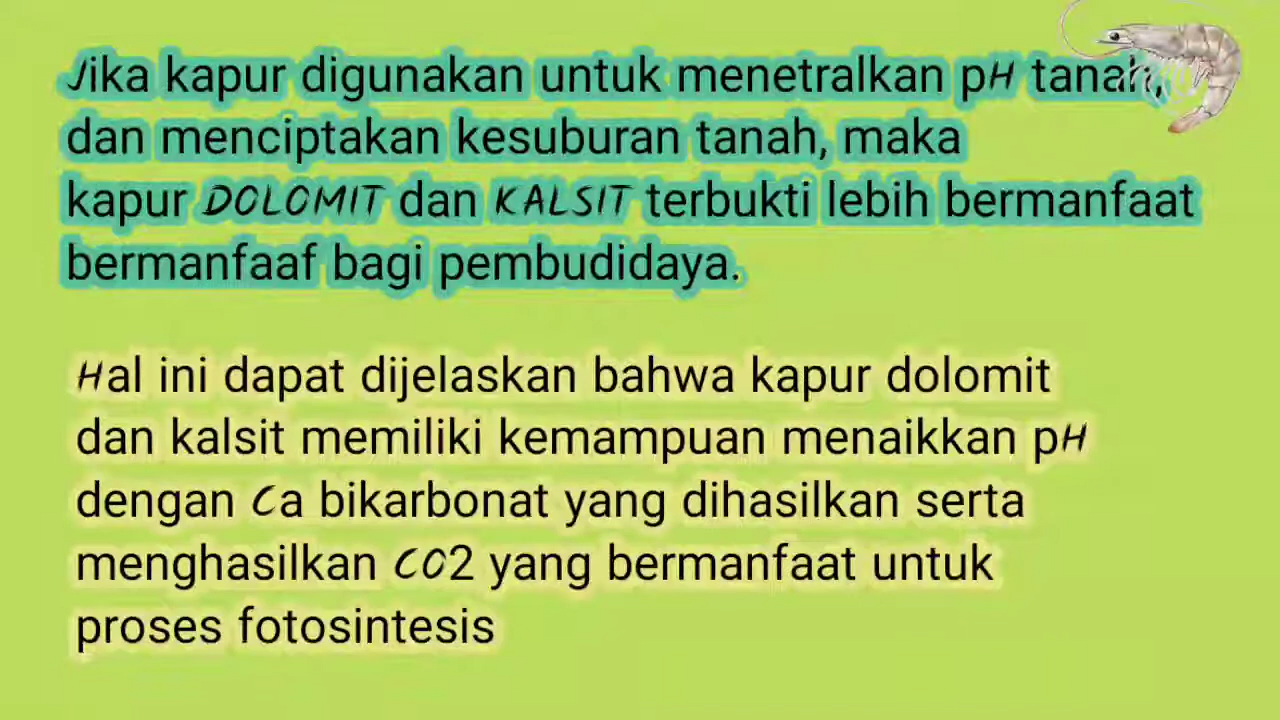 Jika kapur digunakan untuk menetralkan pH tanah,
dan menciptakan kesuburan tanah, maka
kapur DOLOMIT dan KALSIT terbukti lebih bermanfaat
bermanfaaf bagi pembudidaya.
Hal ini dapat dijelaskan bahwa kapur dolomit
dan kalsit memiliki kemampuan menaikkan pH
dengan Ca bikarbonat yang dihasilkan serta
menghasilkan CO2 yang bermanfaat untuk
proses fotosintesis